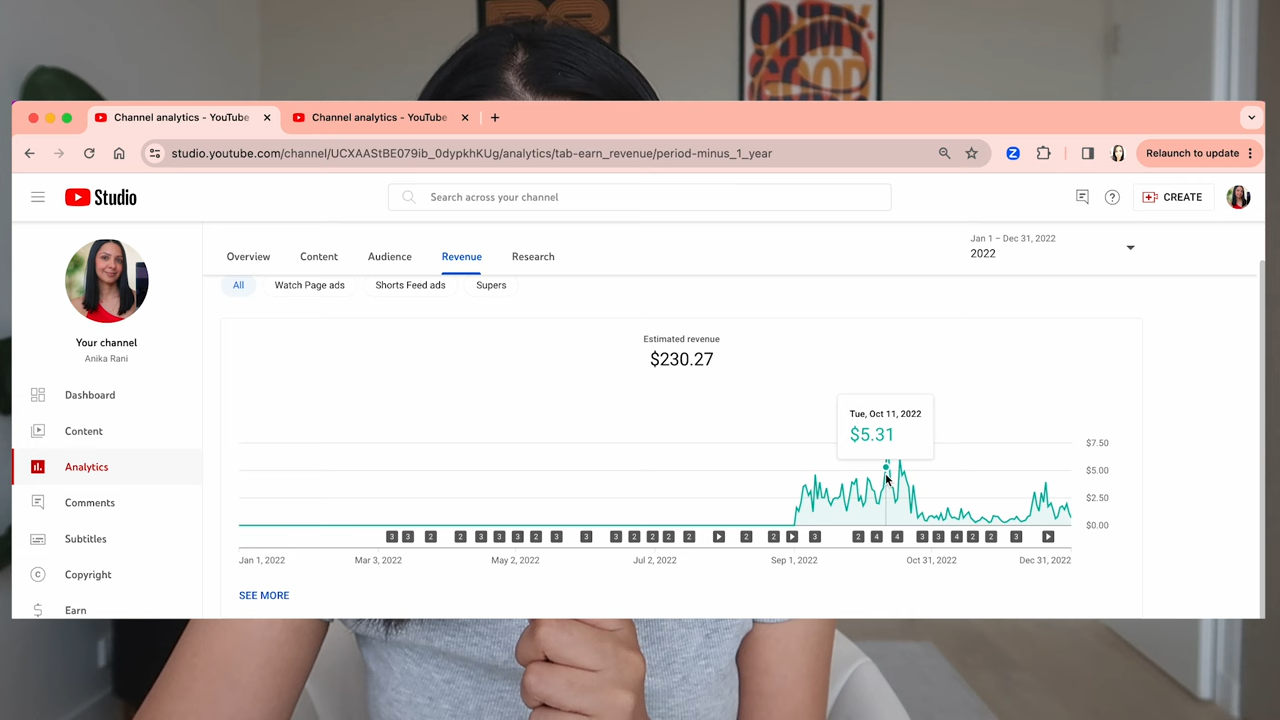 OH MY
GOOD
Channel analytics - YouTube
Channel analytics - YouTube
studio.youtube.com/channel/UCXAAStBE079ib_0dypkhKUg/analytics/tab-earn_revenue/period-minus_1_year
Relaunch to update
Studio
Search across your channel
CREATE
Your channel
Anika Rani
Dashboard
Content
Analytics
Comments
Subtitles
Copyright
Earn
Overview
Content
Audience
Revenue
Research
Jan 1 – Dec 31, 2022
2022
All
Watch Page ads
Shorts Feed ads
Supers
Estimated revenue
$230.27
Tue, Oct 11, 2022
$5.31
$7.50
$5.00
$2.50
$0.00
3 3 2 2 3 3 3 2 3 3 3 2 2 2 2 2 2 3 2 4 4 3 3 4 2 2 3
Jan 1, 2022 Mar 3, 2022 May 2, 2022 Jul 2, 2022 Sep 1, 2022 Oct 31, 2022 Dec 31, 2022
SEE MORE